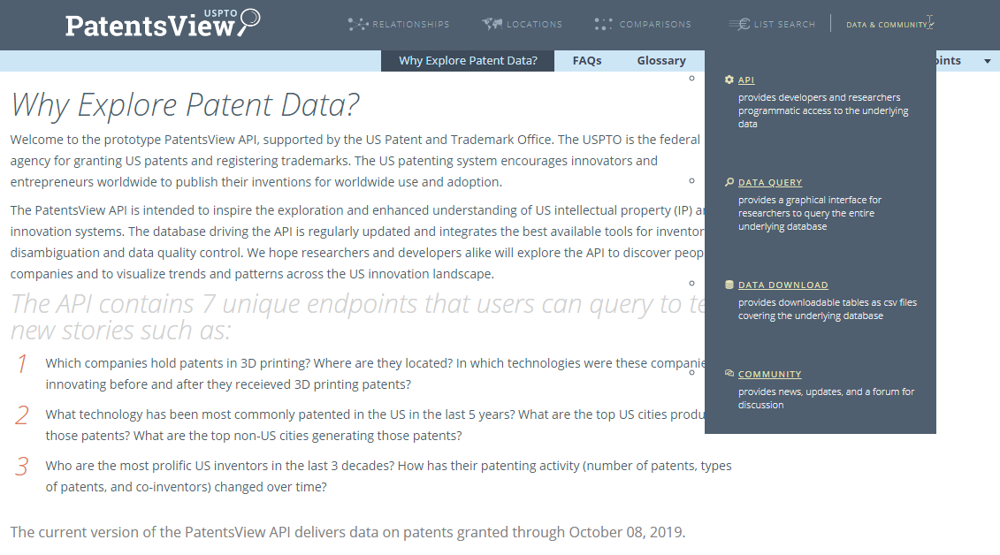 USPTO
PatentsView
RELATIONSHIPS
LOCATIONS
COMPARISONS
LIST SEARCH
DATA & COMMUNITY
Why Explore Patent Data?
FAQs
Glossary
oints
Why Explore Patent Data?
Welcome to the prototype PatentsView API, supported by the US Patent and Trademark Office. The USPTO is the federal
agency for granting US patents and registering trademarks. The US patenting system encourages innovators and
entrepreneurs worldwide to publish their inventions for worldwide use and adoption.
The PatentsView API is intended to inspire the exploration and enhanced understanding of US intellectual property (IP) a
innovation systems. The database driving the API is regularly updated and integrates the best available tools for inventor
disambiguation and data quality control. We hope researchers and developers alike will explore the API to discover peop
companies and to visualize trends and patterns across the US innovation landscape.
The API contains 7 unique endpoints that users can query to te
new stories such as:
1 Which companies hold patents in 3D printing? Where are they located? In which technologies were these companie
innovating before and after they receieved 3D printing patents?
2 What technology has been most commonly patented in the US in the last 5 years? What are the top US cities produ
those patents? What are the top non-US cities generating those patents?
3 Who are the most prolific US inventors in the last 3 decades? How has their patenting activity (number of patents, types
of patents, and co-inventors) changed over time?
The current version of the PatentsView API delivers data on patents granted through October 08, 2019.
API
provides developers and researchers
programmatic access to the underlying
data
DATA QUERY
provides a graphical interface for
researchers to query the entire
underlying database
DATA DOWNLOAD
provides downloadable tables as csv files
covering the underlying database
COMMUNITY
provides news, updates, and a forum for
discussion